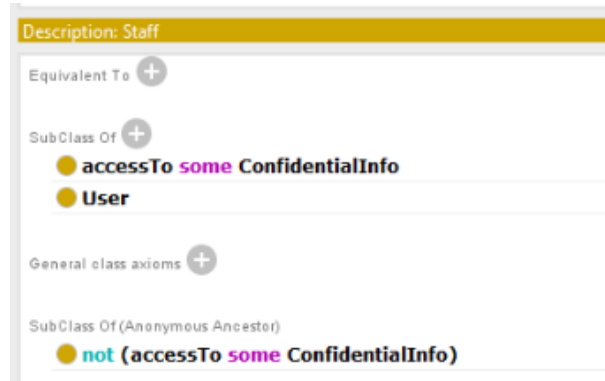 Description: Staff
Equivalent To
SubClass Of
accessTo some ConfidentialInfo
User
General class axioms
SubClass Of (Anonymous Ancestor)
not (accessTo some ConfidentialInfo)